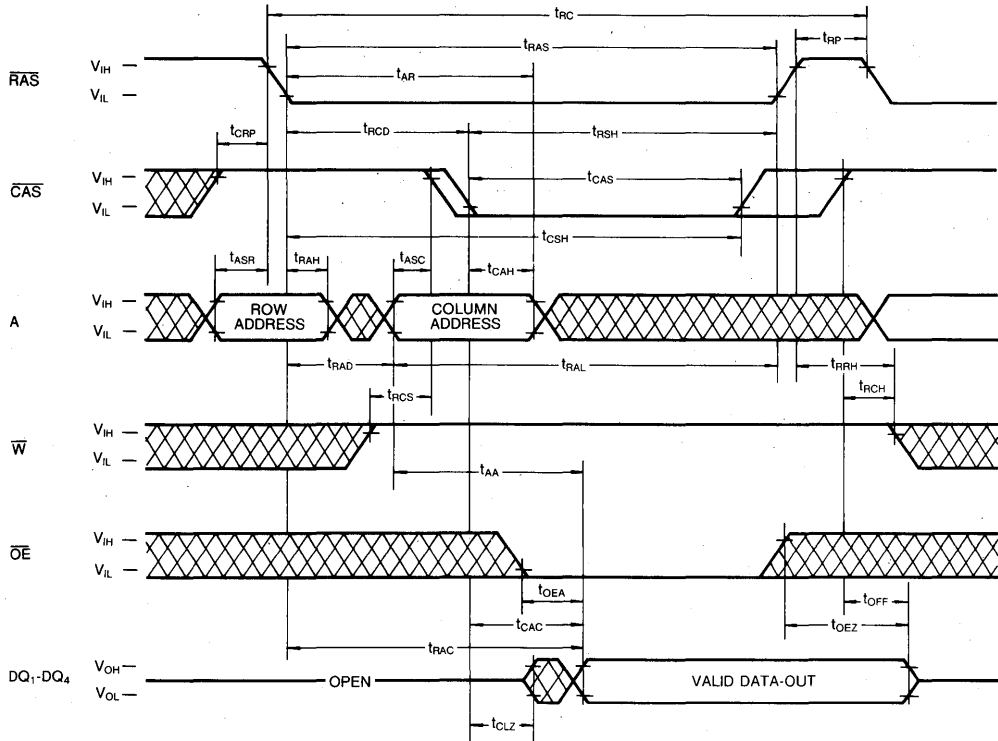 tRC
tRP
tRAS
tAR
RAS
VIH
VIL
tRCD
tRSH
tCRP
CAS
VIH
VIL
tCAS
tCSH
tASR
tRAH
tASC
tCAH
A
VIH
VIL
ROW
ADDRESS
COLUMN
ADDRESS
tRAD
tRAL
tRRH
tRCS
tRCH
W
VIH
VIL
tAA
OE
VIH
VIL
tOEA
tOFF
tCAC
tOEZ
tRAC
DQ1-DQ4
VOH
VOL
OPEN
VALID DATA-OUT
tCLZ